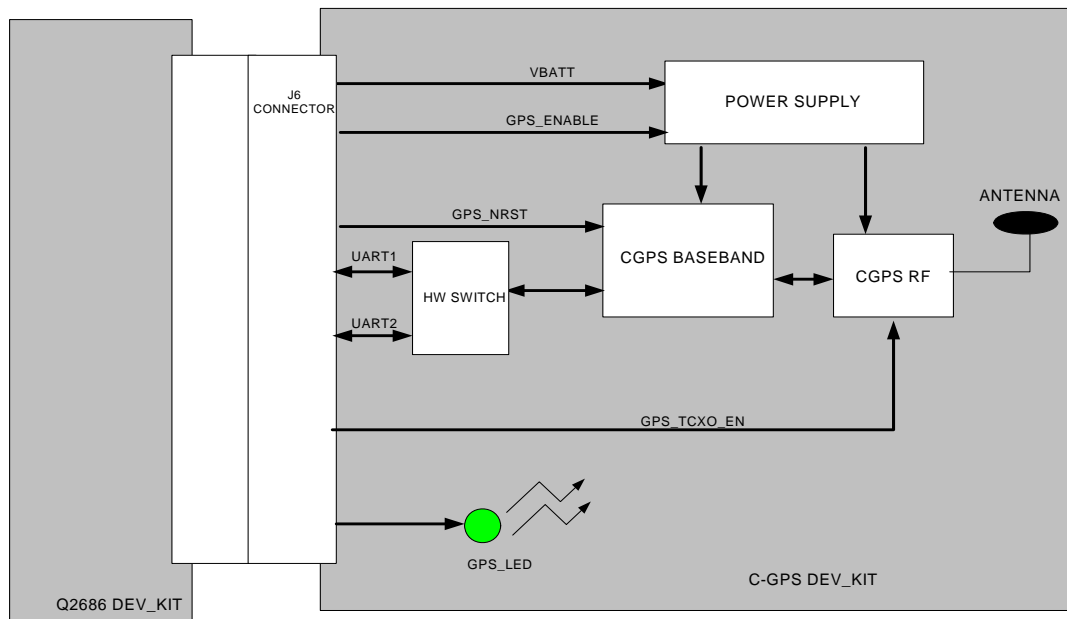 VBATT
POWER SUPPLY
J6
CONNECTOR
GPS_ENABLE
ANTENNA
GPS_NRST
CGPS BASEBAND
UART1
CGPS RF
HW SWITCH
UART2
GPS_TCXO_EN
GPS_LED
C-GPS DEV_KIT
Q2686 DEV_KIT